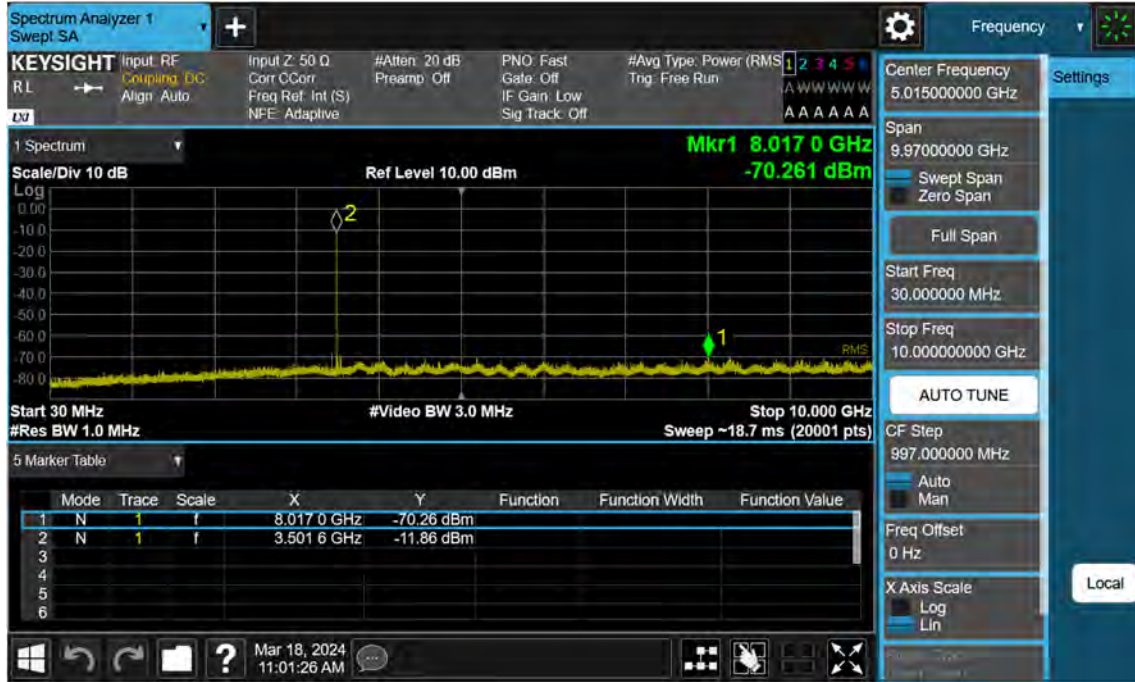 Spectrum Analyzer 1
Swept SA
+
Frequency
KEYSIGHT
RL
LXI
Input: RF
Coupling: DC
Align: Auto
Input Z: 50 Ω
Corr CCorr
Freq Ref: Int (S)
NFE: Adaptive
#Atten: 20 dB
Preamp: Off
PNO: Fast
Gate: Off
IF Gain: Low
Sig Track: Off
#Avg Type: Power (RMS
Trig: Free Run
1 2 3 4 5 6
A W W W W W
A A A A A A
Center Frequency
5.015000000 GHz
Settings
1 Spectrum
Scale/Div 10 dB
Ref Level 10.00 dBm
Mkr1 8.017 0 GHz
-70.261 dBm
Log
0.00
-10.0
-20.0
-30.0
-40.0
-50.0
-60.0
-70.0
-80.0
2
1
RMS
Start 30 MHz
#Res BW 1.0 MHz
#Video BW 3.0 MHz
Stop 10.000 GHz
Sweep ~18.7 ms (20001 pts)
Span
9.97000000 GHz
Swept Span
Zero Span
Full Span
Start Freq
30.000000 MHz
Stop Freq
10.000000000 GHz
AUTO TUNE
CF Step
997.000000 MHz
Auto
Man
Freq Offset
0 Hz
X Axis Scale
Log
Lin
Local
5 Marker Table
Mode Trace Scale X Y Function Function Width Function Value
1 N 1 f 8.017 0 GHz -70.26 dBm
2 N 1 f 3.501 6 GHz -11.86 dBm
3
4
5
6
?
Mar 18, 2024
11:01:26 AM